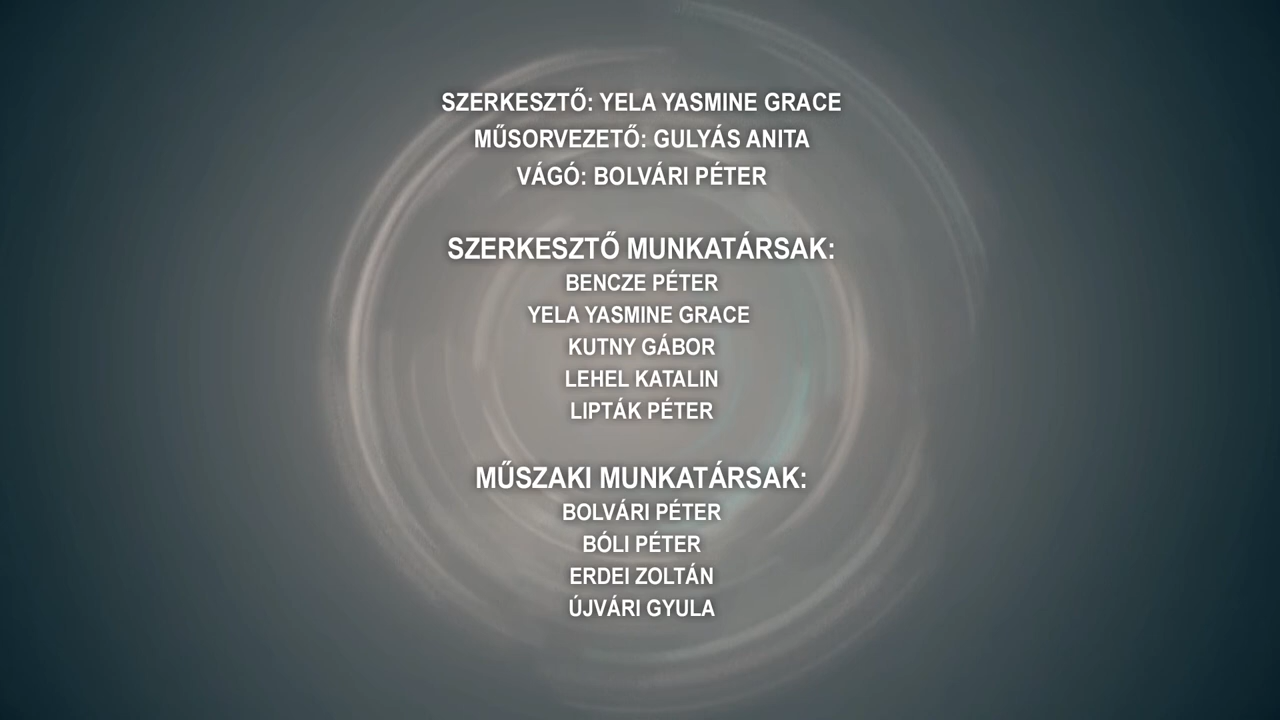 SZERKESZTŐ: YELA YASMINE GRACE
MŰSORVEZETŐ: GULYÁS ANITA
VÁGÓ: BOLVÁRI PÉTER
SZERKESZTŐ MUNKATÁRSAK:
BENCZE PÉTER
YELA YASMINE GRACE
KUTNY GÁBOR
LEHEL KATALIN
LIPTÁK PÉTER
MŰSZAKI MUNKATÁRSAK:
BOLVÁRI PÉTER
BÓLI PÉTER
ERDEI ZOLTÁN
ÚJVÁRI GYULA